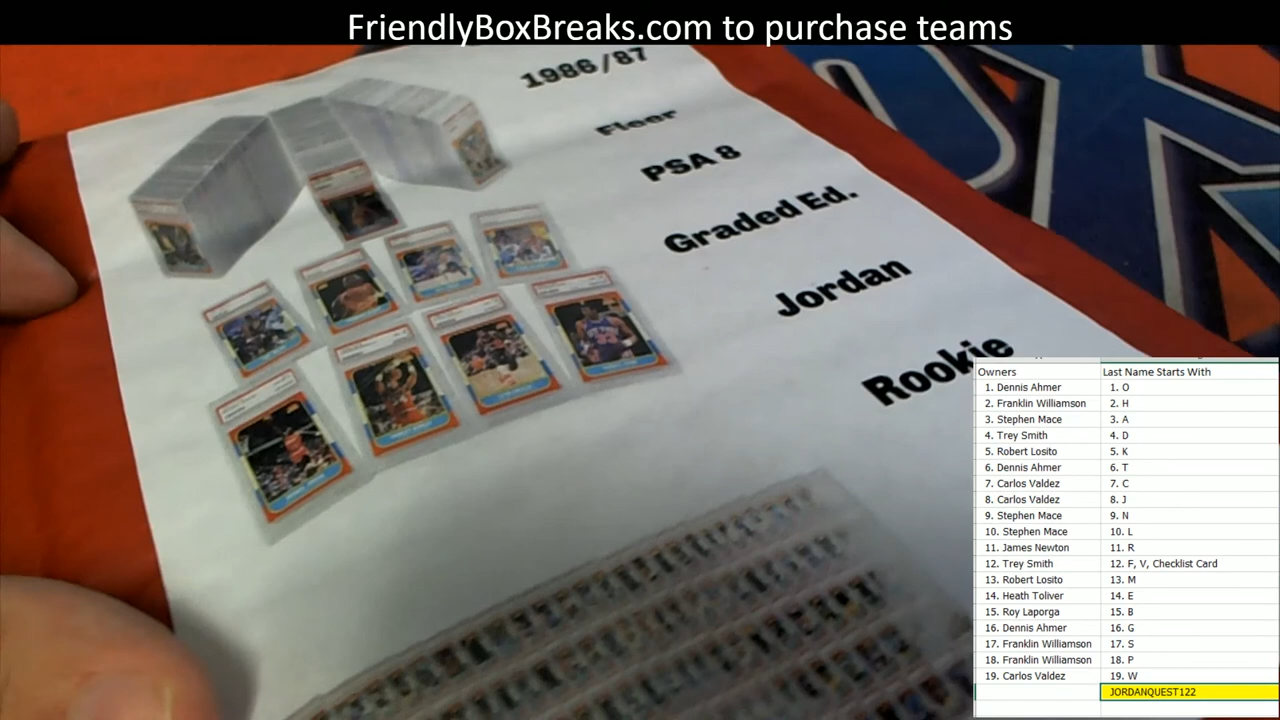 FriendlyBoxBreaks.com to purchase teams
1986/87
Fleer
PSA 8
Graded Ed.
Jordan
Rookie
Owners Last Name Starts With
1. Dennis Ahmer 1. O
2. Franklin Williamson 2. H
3. Stephen Mace 3. A
4. Trey Smith 4. D
5. Robert Losito 5. K
6. Dennis Ahmer 6. T
7. Carlos Valdez 7. C
8. Carlos Valdez 8. J
9. Stephen Mace 9. N
10. Stephen Mace 10. L
11. James Newton 11. R
12. Trey Smith 12. F, V, Checklist Card
13. Robert Losito 13. M
14. Heath Toliver 14. E
15. Roy Laporga 15. B
16. Dennis Ahmer 16. G
17. Franklin Williamson 17. S
18. Franklin Williamson 18. P
19. Carlos Valdez 19. W
JORDANQUEST122